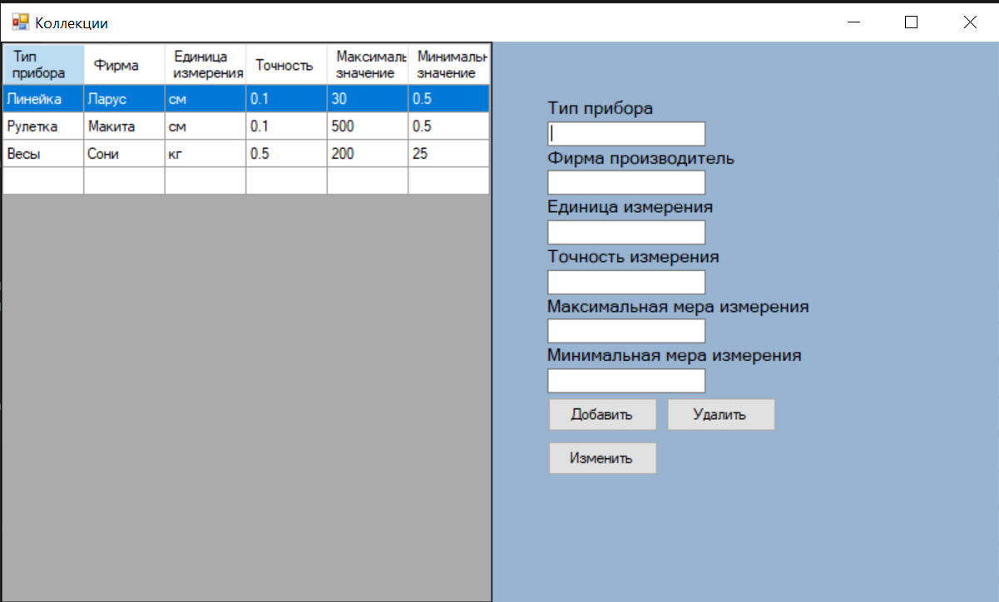 Коллекции
Тип прибора Фирма Единица измерения Точность Максималь значение Минимальн значение
Линейка Ларус см 0.1 30 0.5
Рулетка Макита см 0.1 500 0.5
Весы Сони кг 0.5 200 25
Тип прибора
Фирма производитель
Единица измерения
Точность измерения
Максимальная мера измерения
Минимальная мера измерения
Добавить Удалить
Изменить